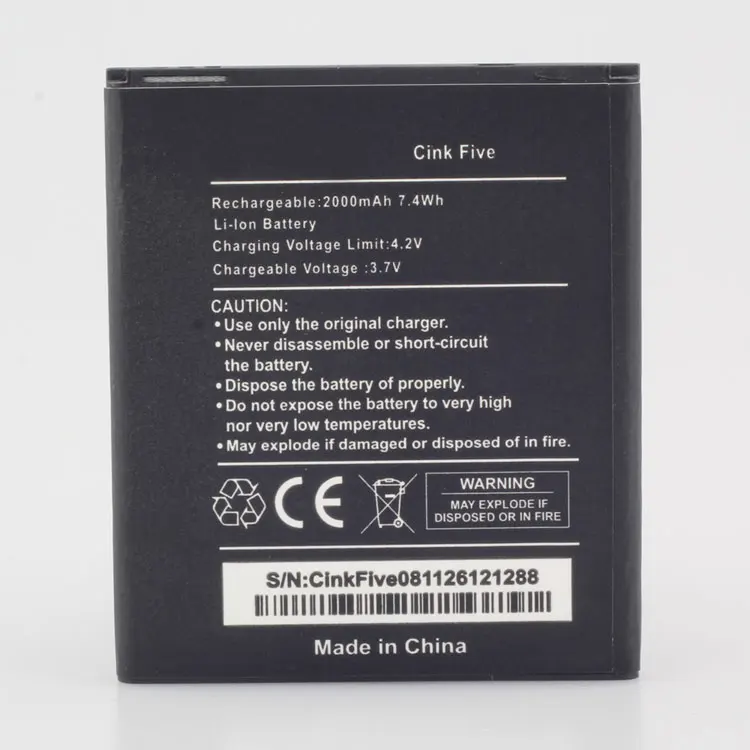 Cink Five
Rechargeable:2000mAh 7.4Wh
Li-Ion Battery
Charging Voltage Limit:4.2V
Chargeable Voltage :3.7V
CAUTION:
• Use only the original charger.
• Never disassemble or short-circuit
the battery.
• Dispose the battery of properly.
• Do not expose the battery to very high
nor very low temperatures.
• May explode if damaged or disposed of in fire.
CE
WARNING
MAY EXPLODE IF
DISPOSED OR IN FIRE
S/N:CinkFive081126121288
Made in China